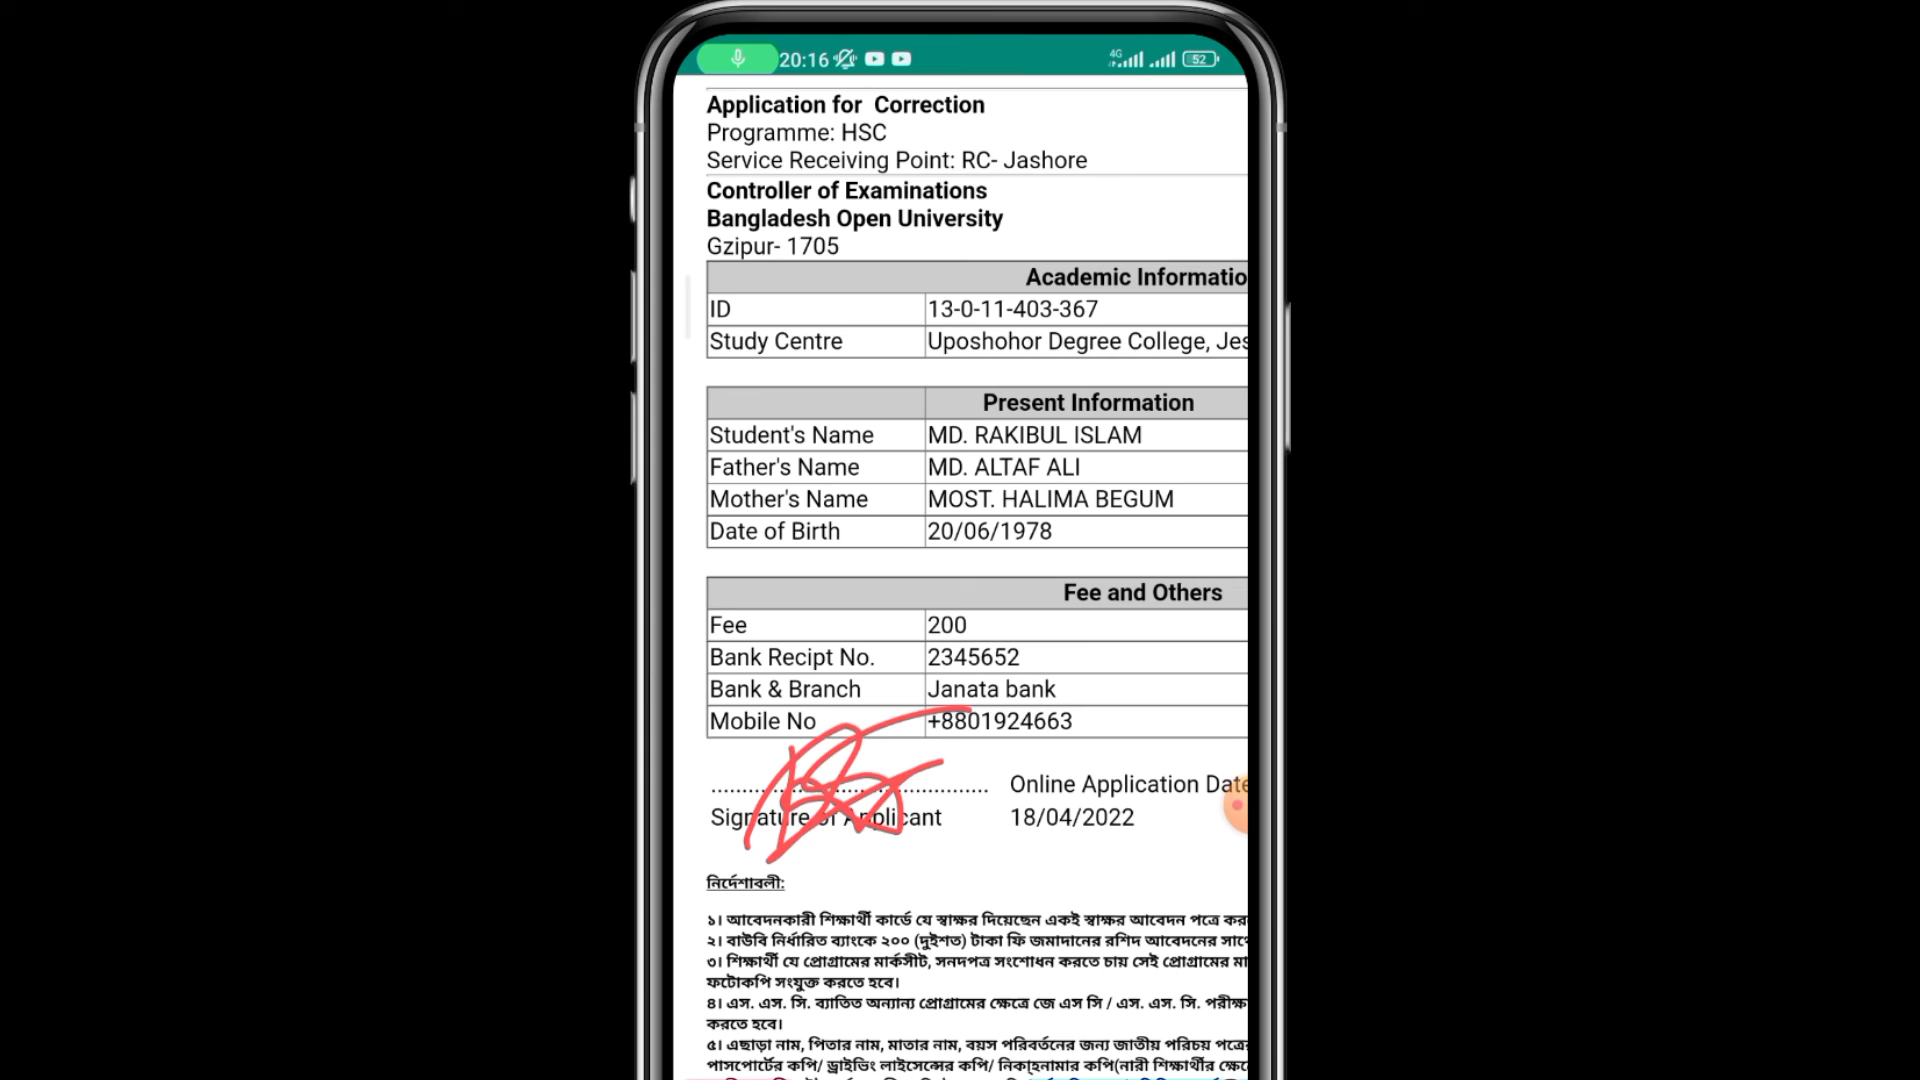 20:16 4G 52
Application for Correction
Programme: HSC
Service Receiving Point: RC- Jashore
Controller of Examinations
Bangladesh Open University
Gzipur- 1705
Academic Informatio
ID 13-0-11-403-367
Study Centre Uposhohor Degree College, Jes
Present Information
Student's Name MD. RAKIBUL ISLAM
Father's Name MD. ALTAF ALI
Mother's Name MOST. HALIMA BEGUM
Date of Birth 20/06/1978
Fee and Others
Fee 200
Bank Recipt No. 2345652
Bank & Branch Janata bank
Mobile No +8801924663
........................................ Online Application Date
Signature of Applicant 18/04/2022
নির্দেশাবলী:
১। আবেদনকারী শিক্ষার্থী কার্ডে যে স্বাক্ষর দিয়েছেন একই স্বাক্ষর আবেদন পত্রে কর
২। বাউবি নির্ধারিত ব্যাংকে ২০০ (দুইশত) টাকা ফি জমাদানের রশিদ আবেদনের সাথে
৩। শিক্ষার্থী যে প্রোগ্রামের মার্কসীট, সনদপত্র সংশোধন করতে চায় সেই প্রোগ্রামের মা
ফটোকপি সংযুক্ত করতে হবে।
৪। এস. এস. সি. ব্যাতিত অন্যান্য প্রোগ্রামের ক্ষেত্রে জে এস সি / এস. এস. সি. পরীক্ষ
করতে হবে।
৫। এছাড়া নাম, পিতার নাম, মাতার নাম, বয়স পরিবর্তনের জন্য জাতীয় পরিচয় পত্রে
পাসপোর্টের কপি/ ড্রাইভিং লাইসেন্সের কপি/ নিকাহনামার কপি(নারী শিক্ষার্থীর ক্ষেত্রে